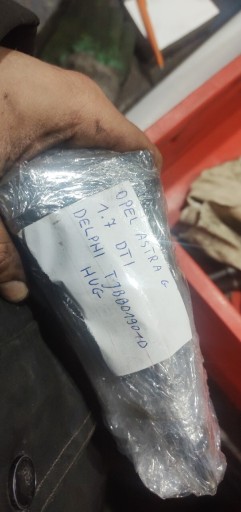 OPEL ASTRA G
1.7 DTI
DELPHI TJBB01901D
HUG